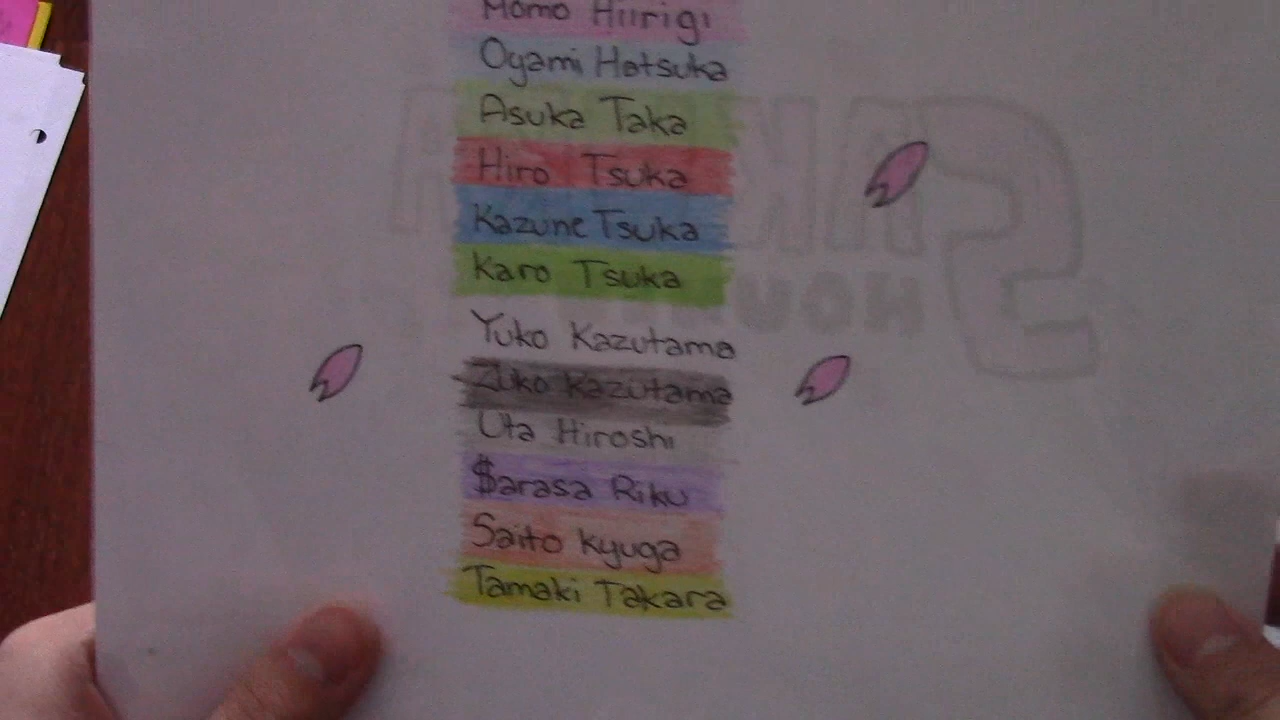 Momo Hiirigi
Oyami Hatsuka
Asuka Taka
Hiro Tsuka
Kazune Tsuka
Karo Tsuka
Yuko Kazutama
Zuko Kazutama
Uta Hiroshi
$arasa Riku
Saito Kyuga
Tamaki Takara